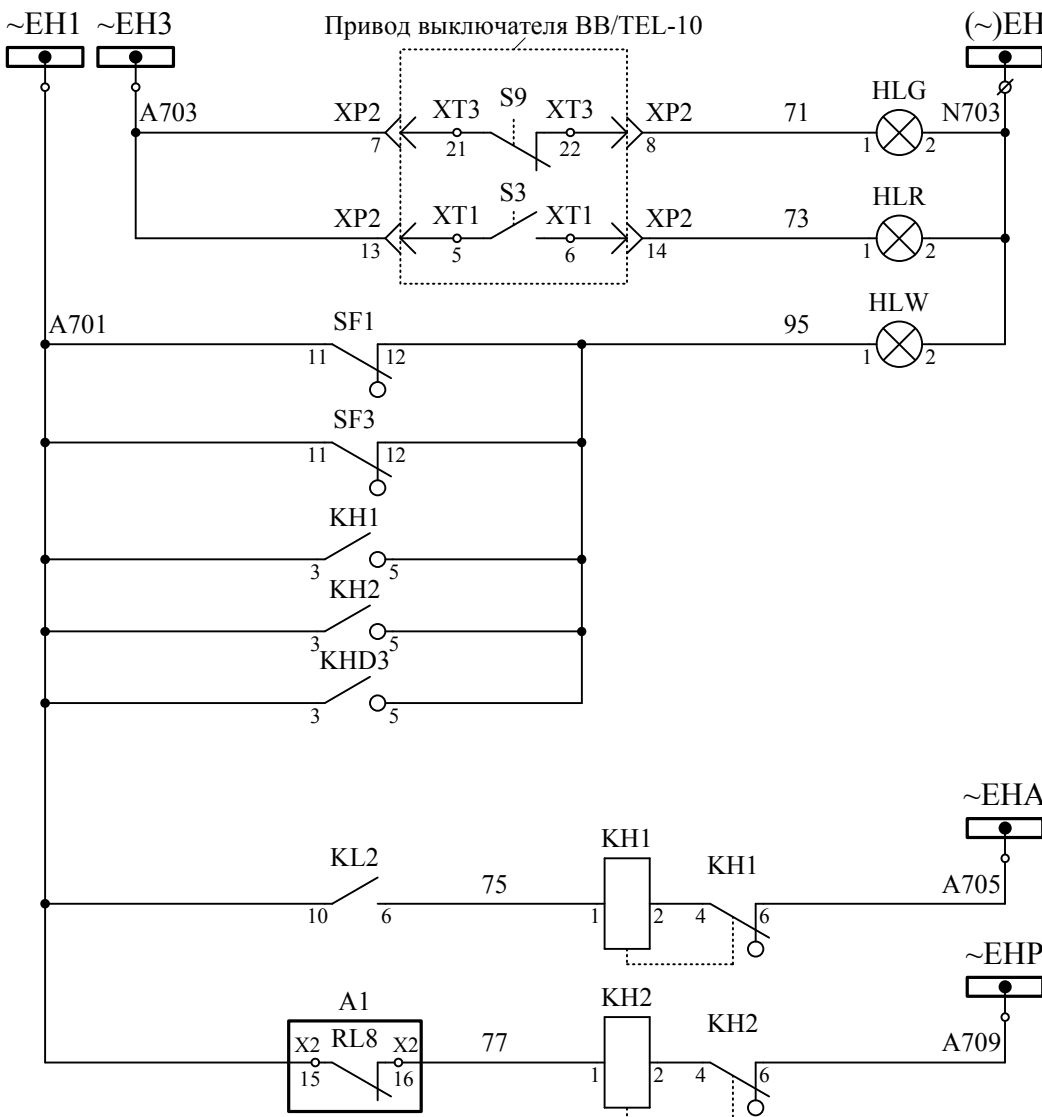 ~EH1 ~EH3 Привод выключателя BB/TEL-10 (~)EH
A703 XP2 XT3 S9 XT3 XP2 71 HLG N703
7 21 22 8 1 2
XP2 XT1 S3 XT1 XP2 73 HLR
13 5 6 14 1 2
A701 SF1 95 HLW
11 12 1 2
SF3
11 12
KH1
3 5
KH2
3 5
KHD3
3 5
~EHA
KL2 75 KH1 KH1 A705
10 6 1 2 4 6
~EHP
A1 KH2 KH2
X2 RL8 X2 77 A709
15 16 1 2 4 6